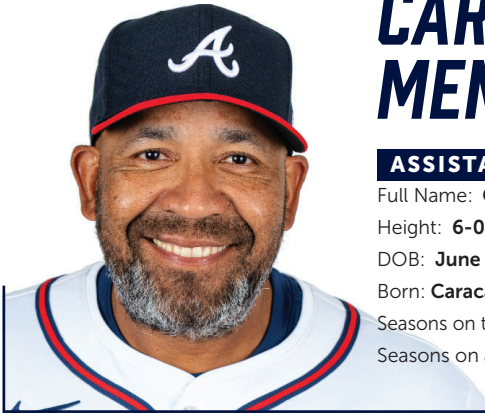 CAR
MEN
ASSISTA
Full Name:
Height: 6-0
DOB: June
Born: Caraca
Seasons on t
Seasons on
A